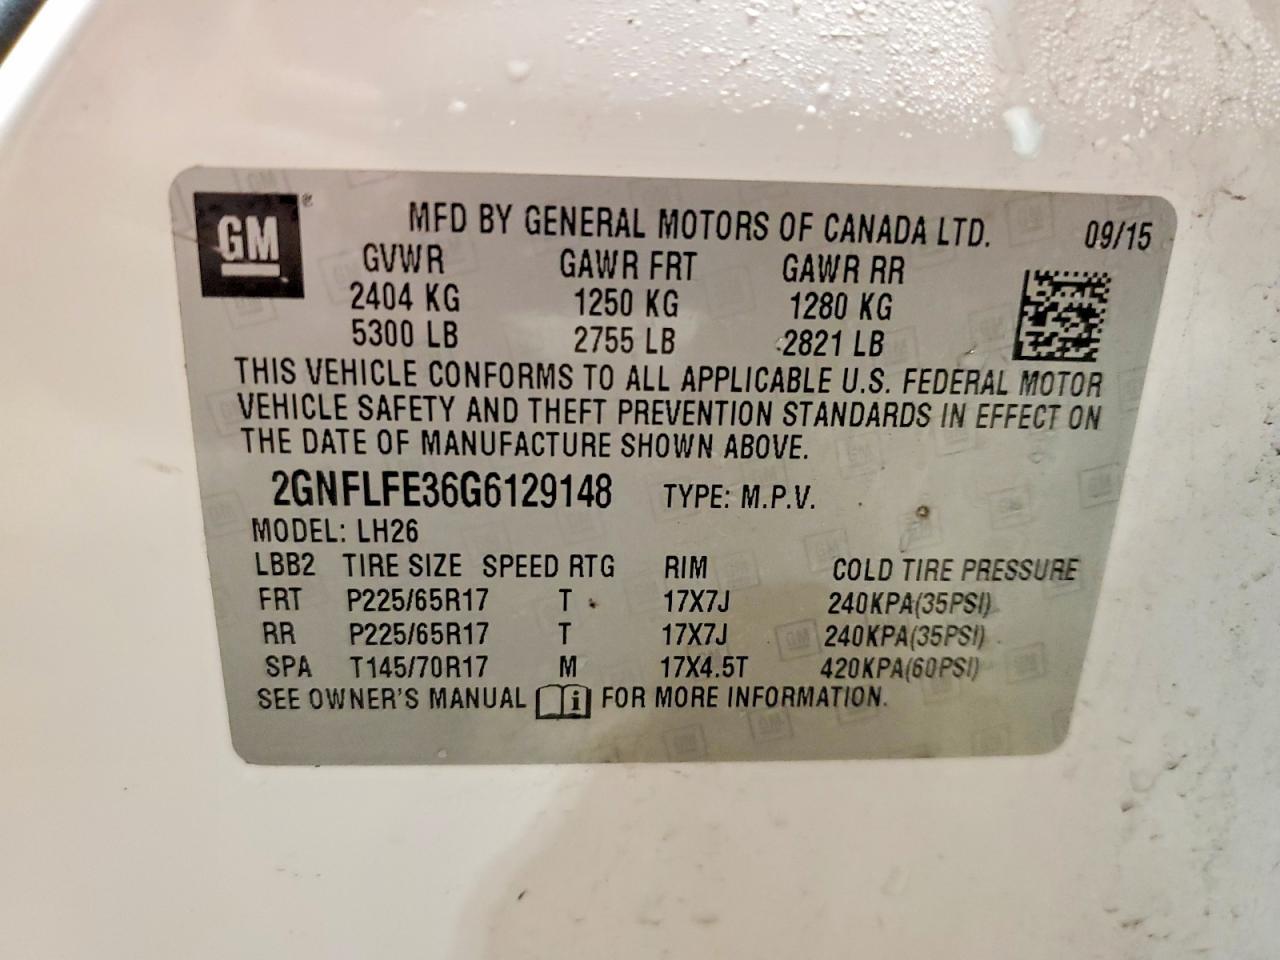 GM®
MFD BY GENERAL MOTORS OF CANADA LTD. 09/15
GVWR GAWR FRT GAWR RR
2404 KG 1250 KG 1280 KG
5300 LB 2755 LB 2821 LB
THIS VEHICLE CONFORMS TO ALL APPLICABLE U.S. FEDERAL MOTOR
VEHICLE SAFETY AND THEFT PREVENTION STANDARDS IN EFFECT ON
THE DATE OF MANUFACTURE SHOWN ABOVE.
2GNFLFE36G6129148 TYPE: M.P.V.
MODEL: LH26
LBB2 TIRE SIZE SPEED RTG RIM COLD TIRE PRESSURE
FRT P225/65R17 T 17X7J 240KPA(35PSI)
RR P225/65R17 T 17X7J 240KPA(35PSI)
SPA T145/70R17 M 17X4.5T 420KPA(60PSI)
SEE OWNER'S MANUAL i FOR MORE INFORMATION.